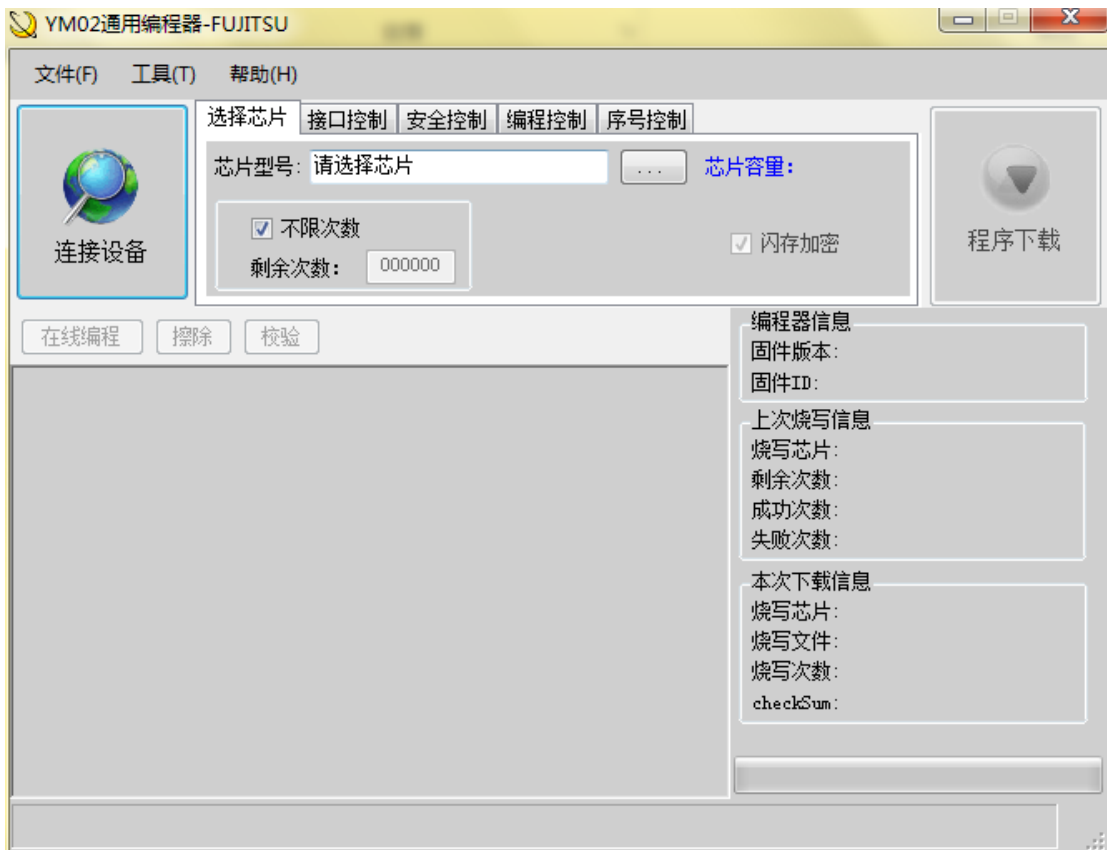 YM02通用编程器-FUJITSU
文件(F) 工具(T) 帮助(H)
选择芯片 接口控制 安全控制 编程控制 序号控制
连接设备
芯片型号: 请选择芯片 ... 芯片容量:
不限次数
剩余次数: 000000
闪存加密
程序下载
在线编程 擦除 校验
编程器信息
固件版本:
固件ID:
上次烧写信息
烧写芯片:
剩余次数:
成功次数:
失败次数:
本次下载信息
烧写芯片:
烧写文件:
烧写次数:
checkSum: